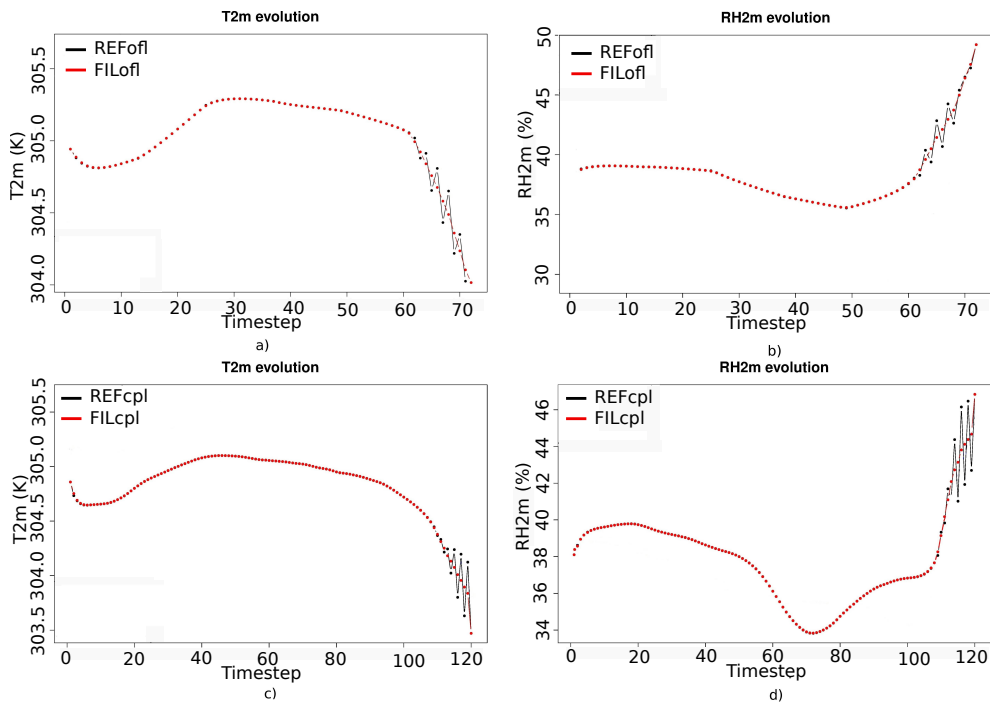 T2m evolution
REFofl
FILofl
T2m (K)
305.5
305.0
304.5
304.0
0 10 20 30 40 50 60 70
Timestep
a)
RH2m evolution
REFofl
FILofl
RH2m (%)
50
45
40
35
30
0 10 20 30 40 50 60 70
Timestep
b)
T2m evolution
REFcpl
FILcpl
T2m (K)
305.5
305.0
304.5
304.0
303.5
0 20 40 60 80 100 120
Timestep
c)
RH2m evolution
REFcpl
FILcpl
RH2m (%)
46
44
42
40
38
36
34
0 20 40 60 80 100 120
Timestep
d)